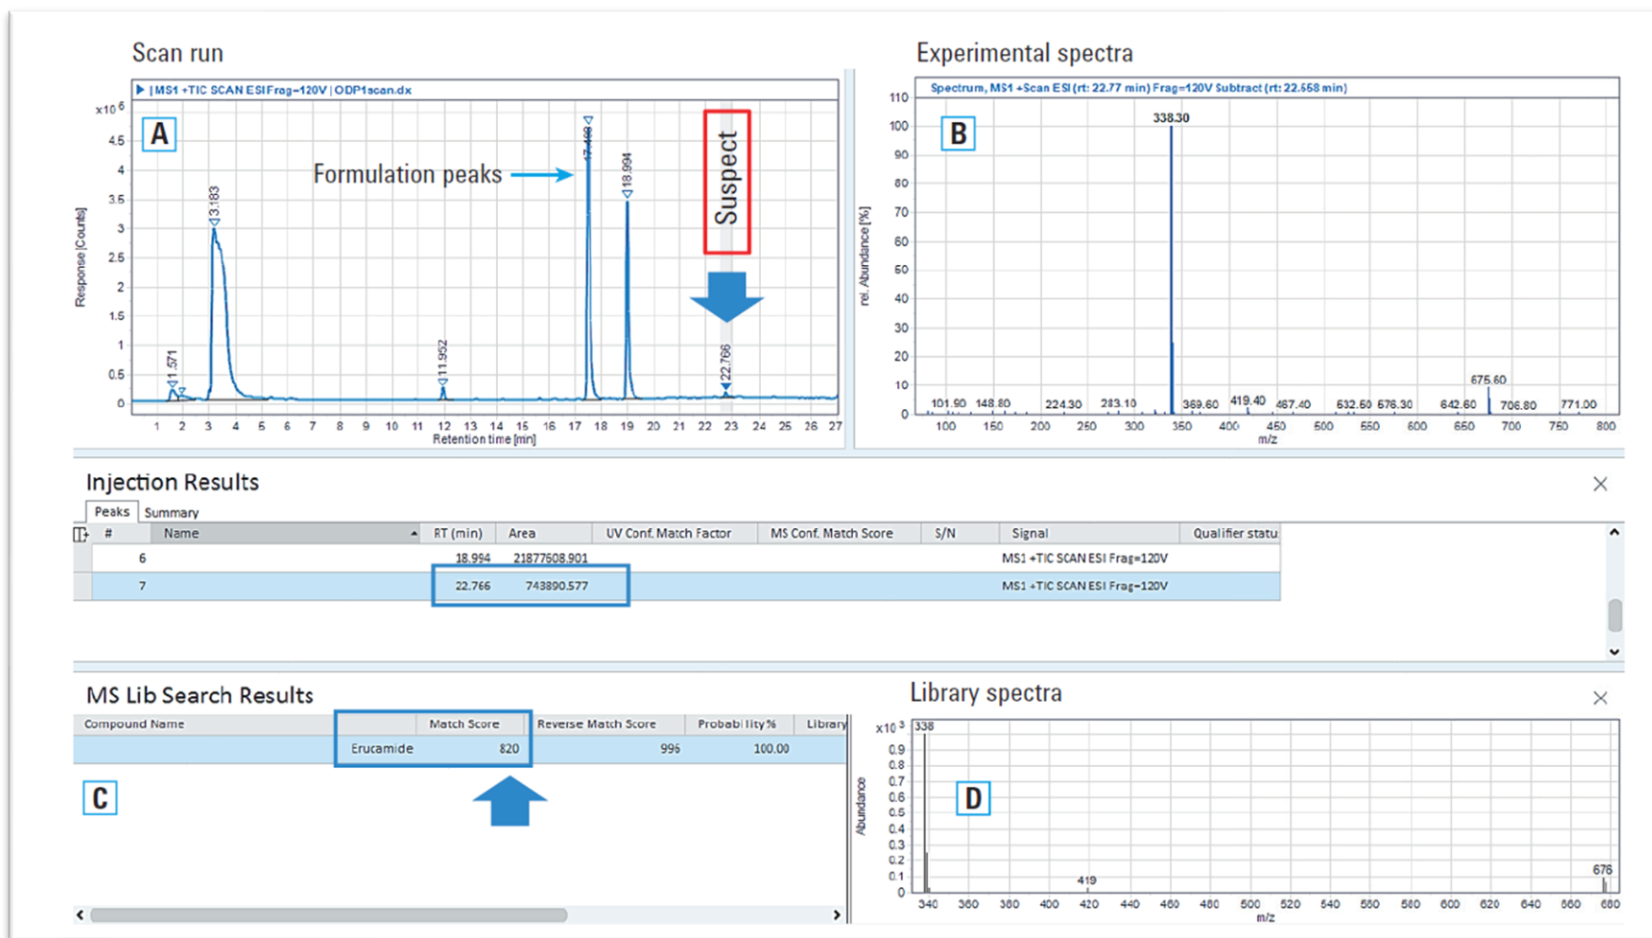 Scan run
MS1 +TIC SCAN ESI Frag=120V | ODP1scan.dx
x10 6
A
Formulation peaks
Suspect
1.571
3.183
11.952
18.994
22.766
4.5
4
3.5
3
2.5
2
1.5
1
0.5
0
Response [Counts]
1 2 3 4 5 6 7 8 9 10 11 12 13 14 15 16 17 18 19 20 21 22 23 24 25 26 27
Retention time [min]
Experimental spectra
Spectrum, MS1 +Scan ESI (rt: 22.77 min) Frag=120V Subtract (rt: 22.558 min)
B
338.30
110
100
90
80
70
60
50
40
30
20
10
0
rel. Abundance [%]
101.90 148.80 224.30 283.10 369.60 419.40 467.40 532.50 576.30 642.60 675.60 706.80 771.00
100 150 200 250 300 350 400 450 500 550 600 650 700 750 800
m/z
Injection Results
Peaks Summary
# Name RT (min) Area UV Conf. Match Factor MS Conf. Match Score S/N Signal Qualifier statu
6 18.994 21877608.901 MS1 +TIC SCAN ESI Frag=120V
7 22.766 743890.577 MS1 +TIC SCAN ESI Frag=120V
MS Lib Search Results
Compound Name Match Score Reverse Match Score Probability% Library
Erucamide 820 996 100.00
C
Library spectra
x10 3
338
D
0.9
0.8
0.7
0.6
0.5
0.4
0.3
0.2
0.1
0
Abundance
419
676
340 360 380 400 420 440 460 480 500 520 540 560 580 600 620 640 660 680
m/z